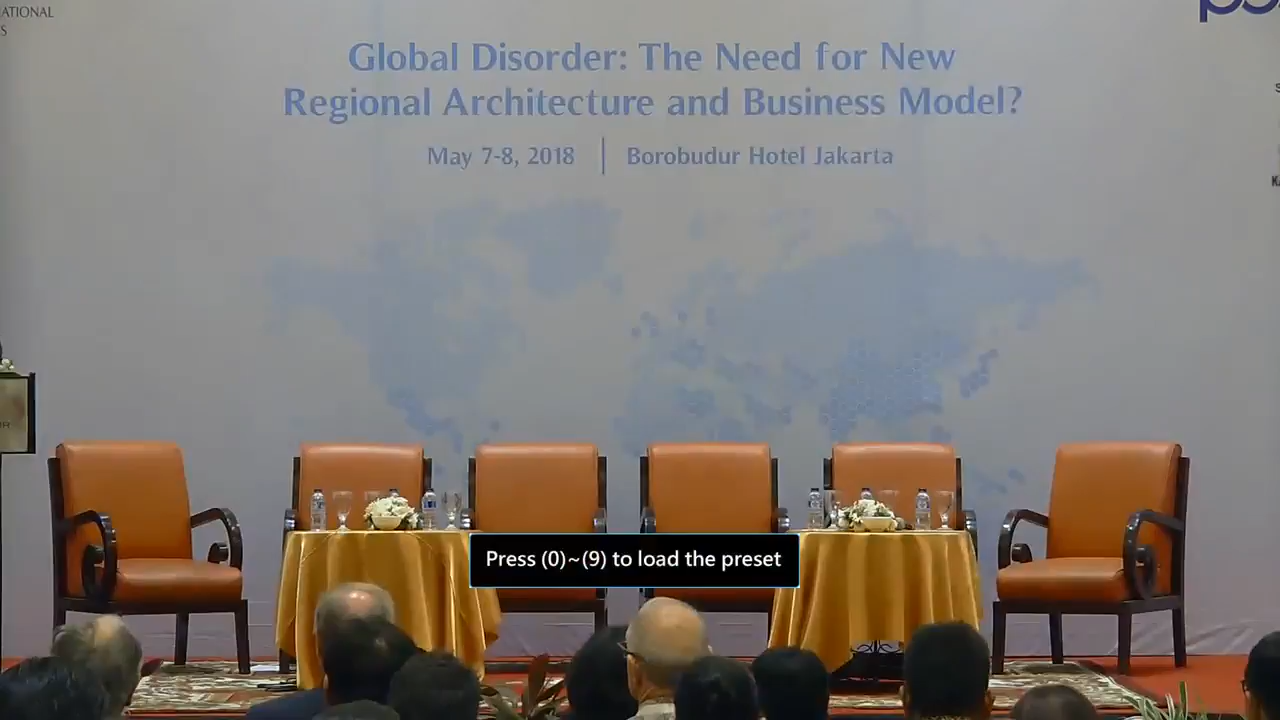 ATIONAL
S
Global Disorder: The Need for New
Regional Architecture and Business Model?
May 7-8, 2018 | Borobudur Hotel Jakarta
Press (0)~(9) to load the preset